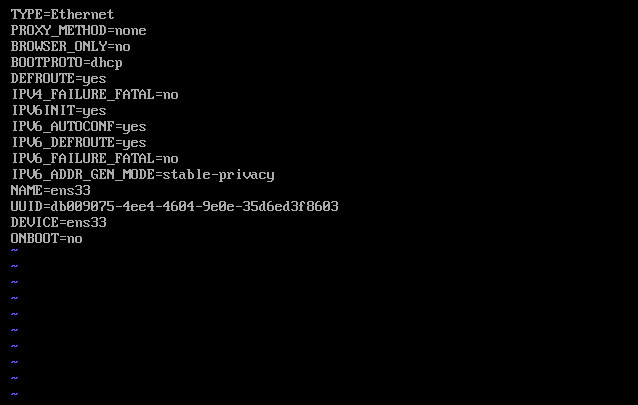 TYPE=Ethernet
PROXY_METHOD=none
BROWSER_ONLY=no
BOOTPROTO=dhcp
DEFROUTE=yes
IPV4_FAILURE_FATAL=no
IPV6INIT=yes
IPV6_AUTOCONF=yes
IPV6_DEFROUTE=yes
IPV6_FAILURE_FATAL=no
IPV6_ADDR_GEN_MODE=stable-privacy
NAME=ens33
UUID=db009075-4ee4-4604-9e0e-35d6ed3f8603
DEVICE=ens33
ONBOOT=no
~
~
~
~
~
~
~
~
~
~